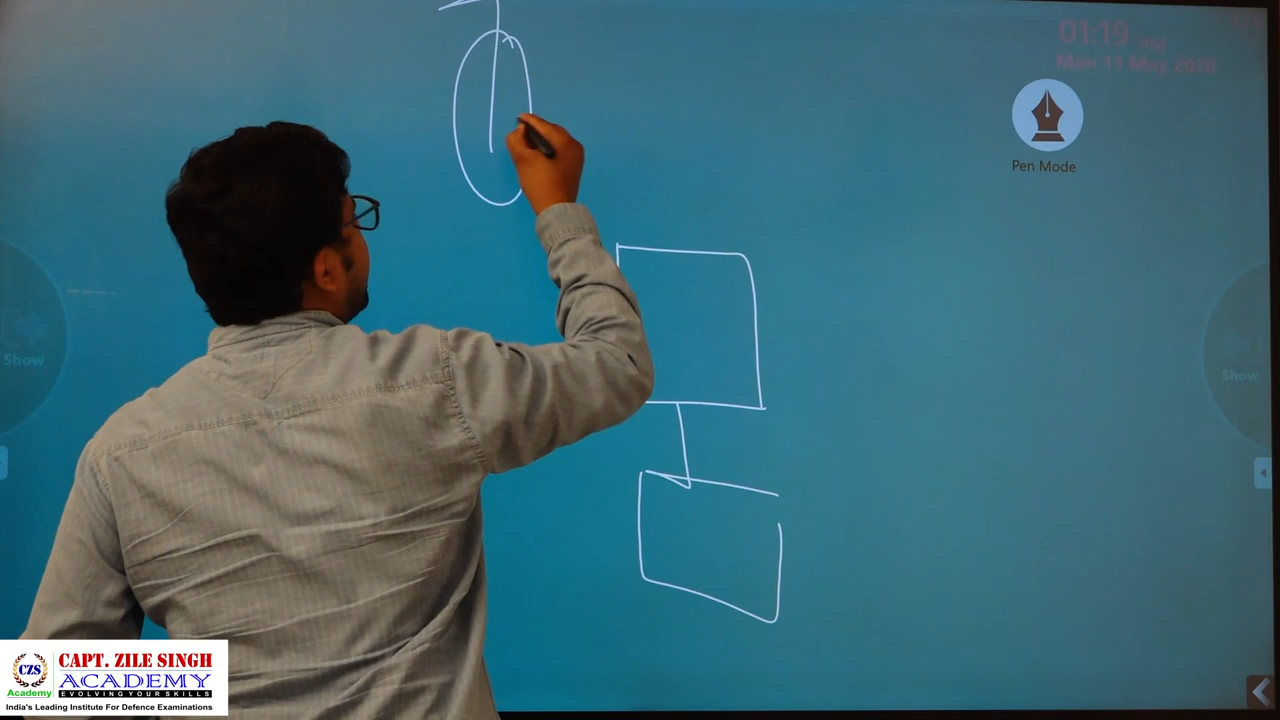 01:19 PM
Mon 11 May 2020
Pen Mode
Show
Show
CZS
Academy
CAPT. ZILE SINGH
ACADEMY
EVOLVING YOUR SKILLS
India's Leading Institute For Defence Examinations